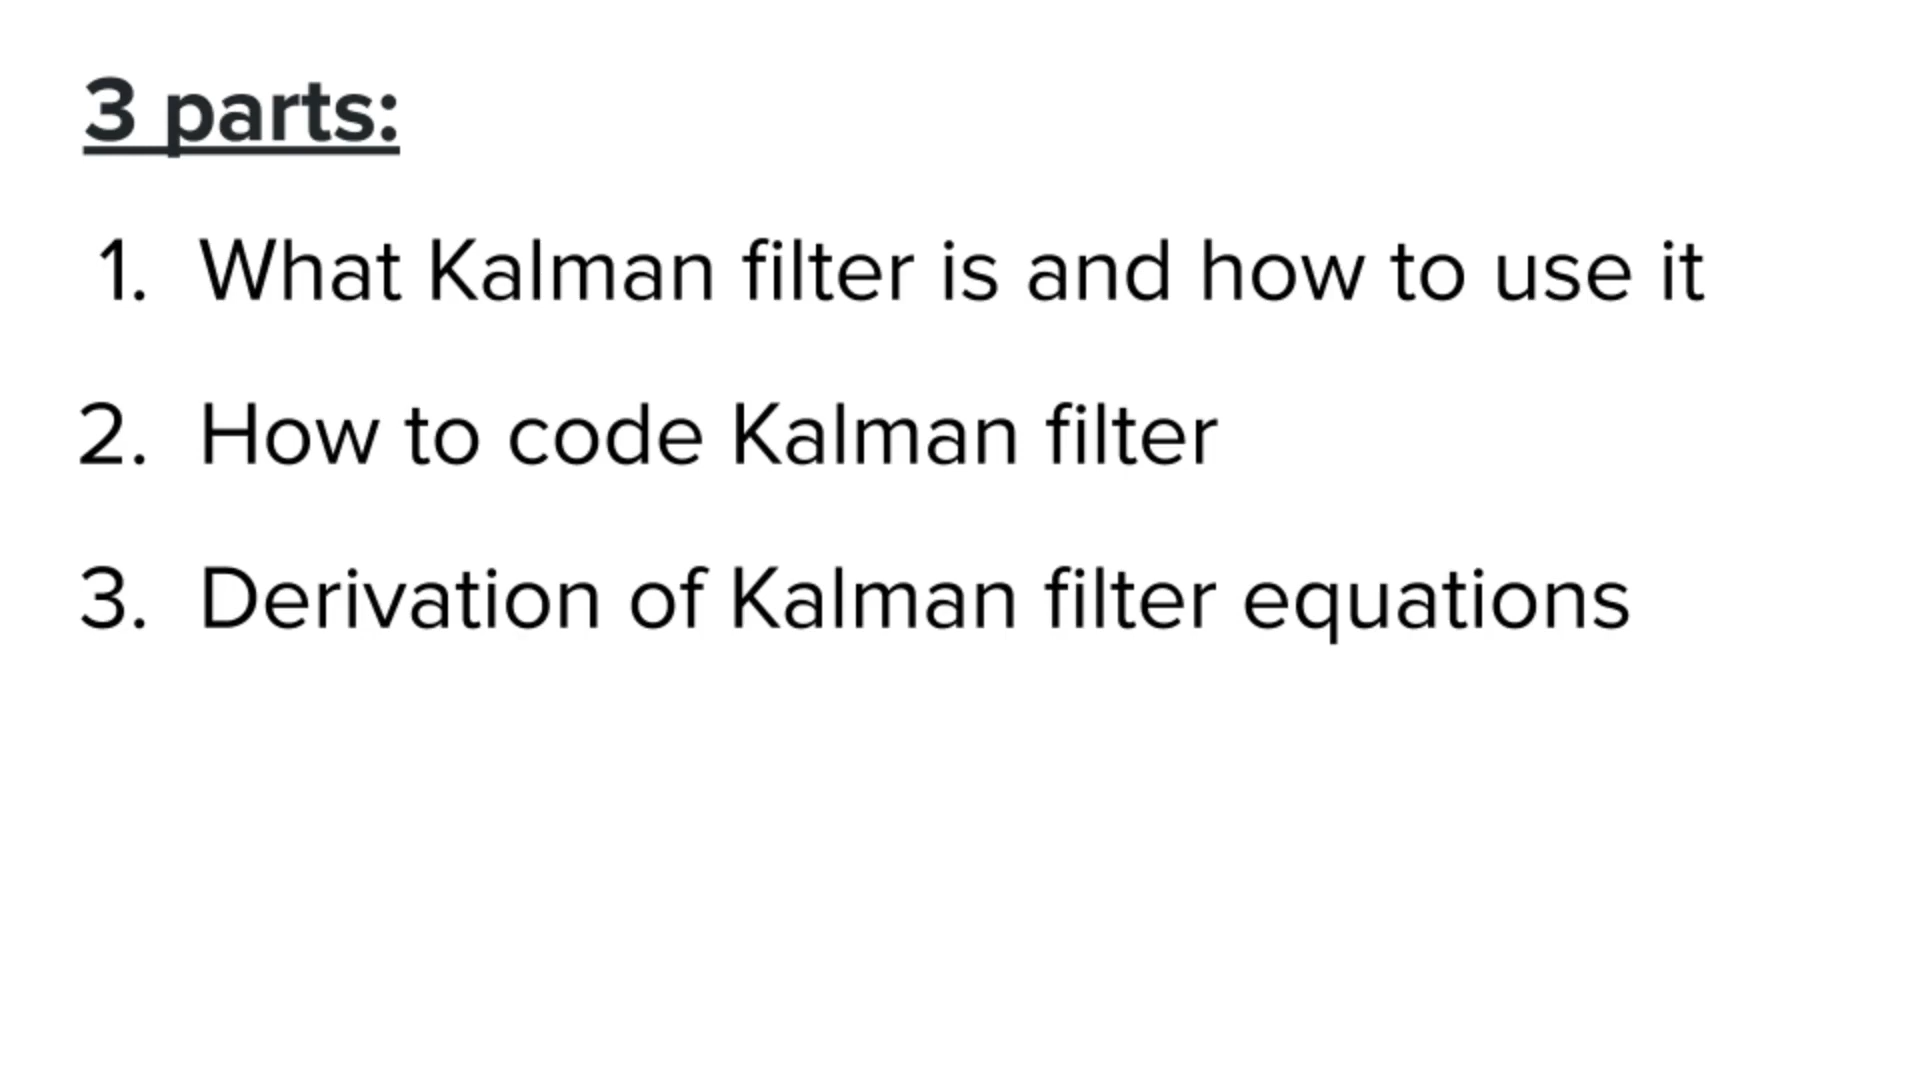 3 parts:
1. What Kalman filter is and how to use it
2. How to code Kalman filter
3. Derivation of Kalman filter equations